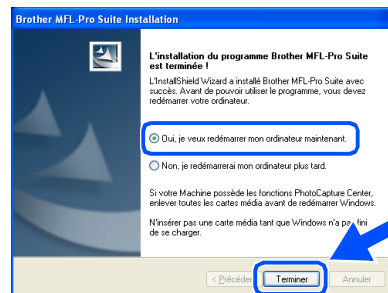 Brother MFL-Pro Suite Installation
L'installation du programme Brother MFL-Pro Suite
est terminée !
L'InstallShield Wizard a installé Brother MFL-Pro Suite avec
succès. Avant de pouvoir utiliser le programme, vous devez
redémarrer votre ordinateur.
Oui, je veux redémarrer mon ordinateur maintenant.
Non, je redémarrerai mon ordinateur plus tard.
Si votre Machine possède les fonctions PhotoCapture Center,
enlever toutes les cartes média avant de redémarrer Windows.
N'insérer pas une carte média tant que Windows n'a pas fini
de se charger.
< Précéder
Terminer
Annuler